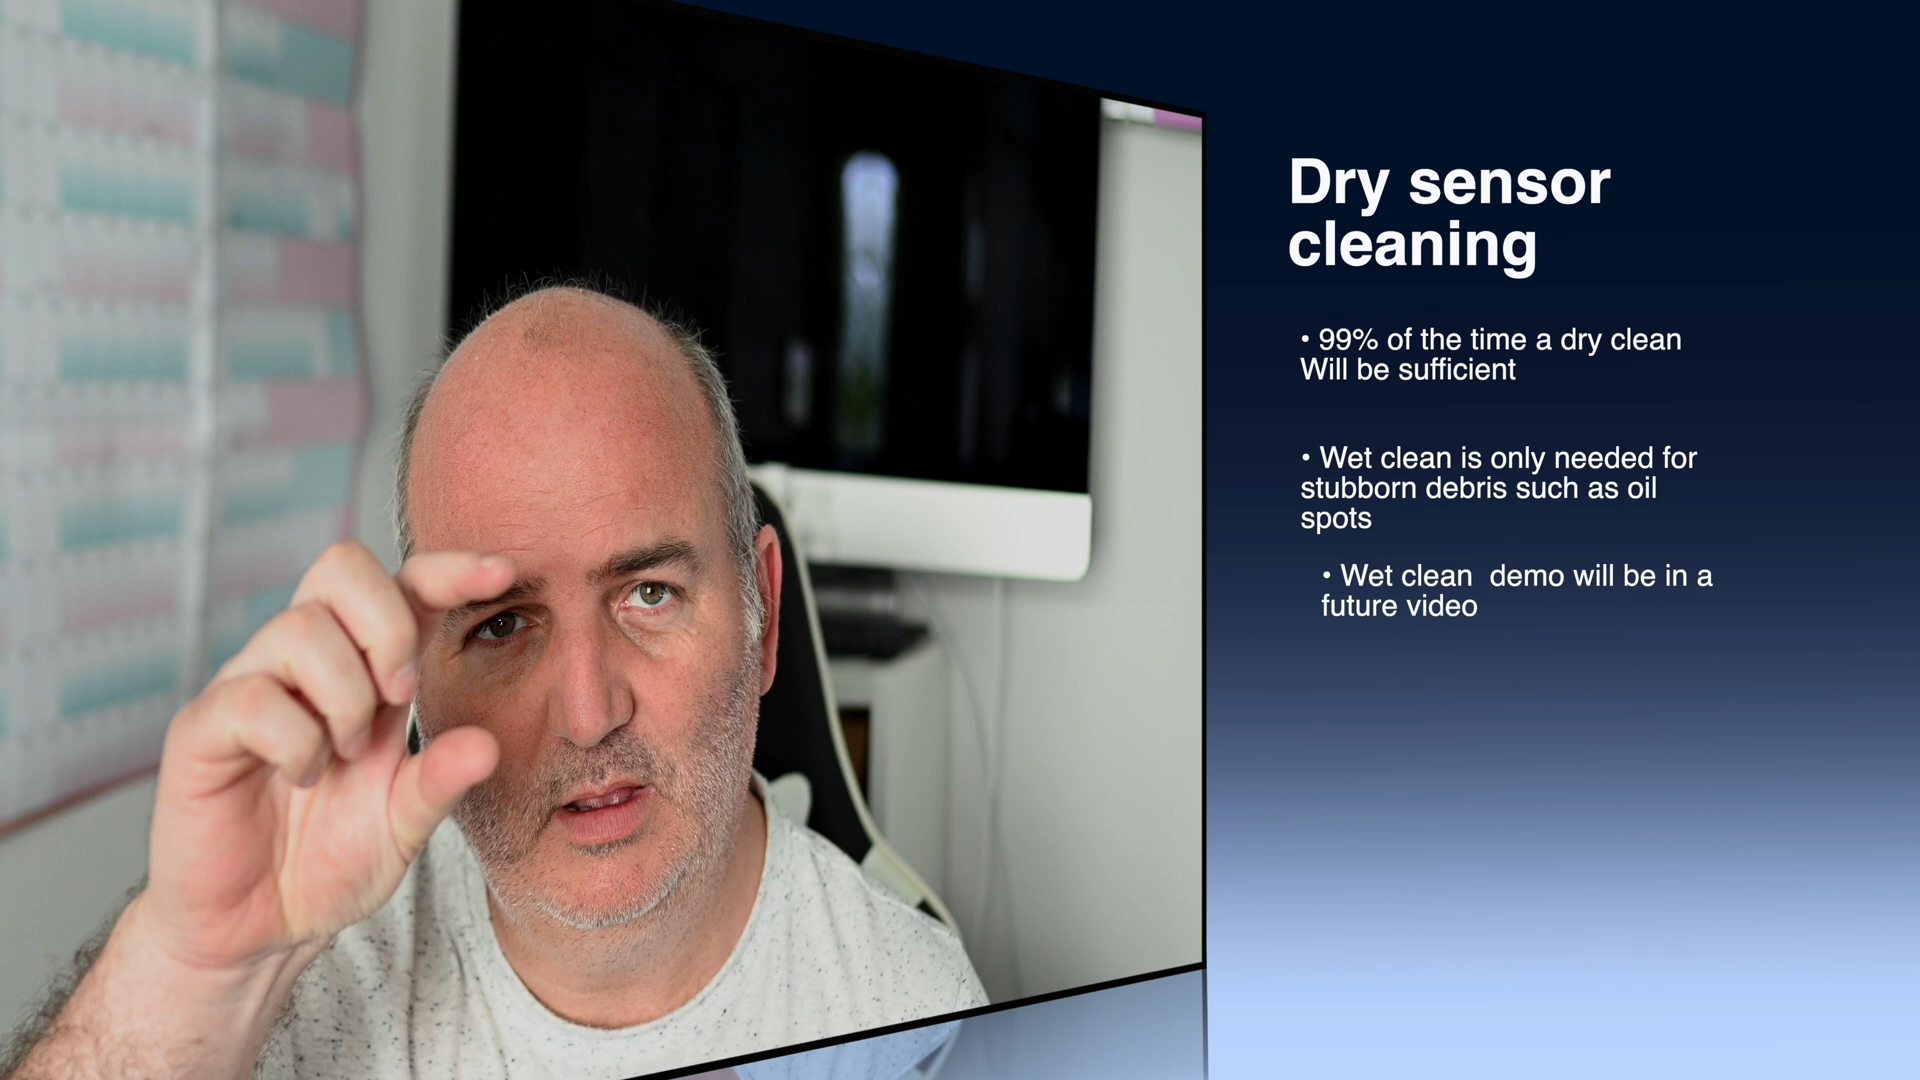 Dry sensor
cleaning
• 99% of the time a dry clean
Will be sufficient
• Wet clean is only needed for
stubborn debris such as oil
spots
• Wet clean  demo will be in a
future video